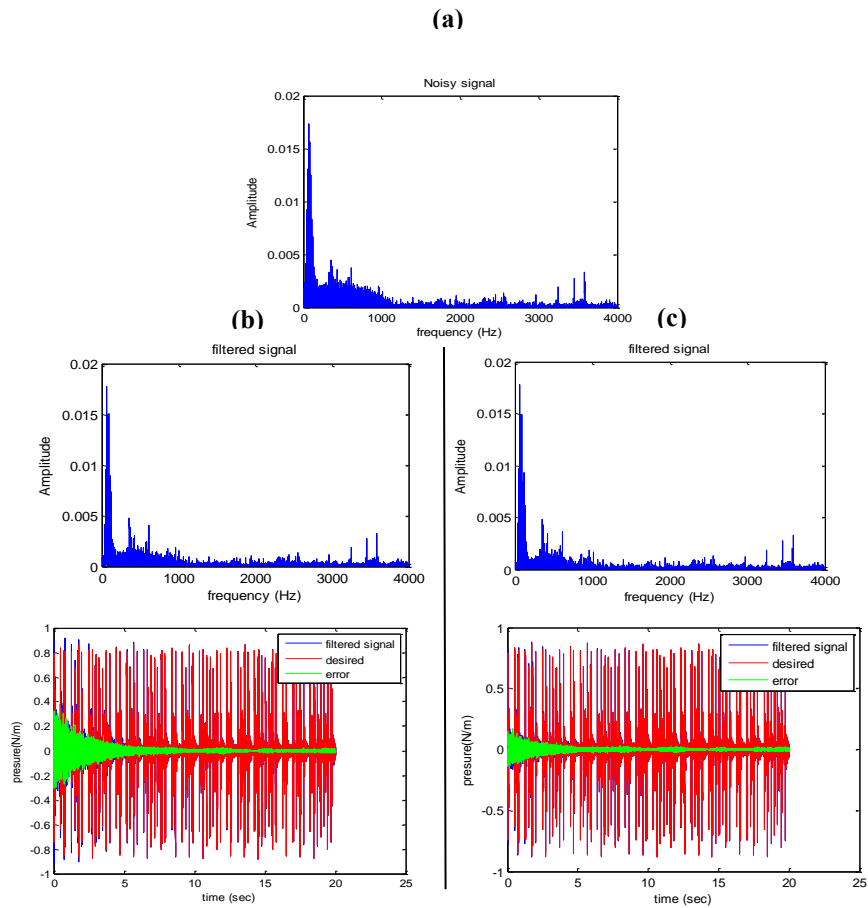 (a)
Noisy signal
0.02
0.015
0.01
0.005
0
Amplitude
0 1000 2000 3000 4000
frequency (Hz)
(b)
(c)
filtered signal
0.02
0.015
0.01
0.005
0
Amplitude
0 1000 2000 3000 4000
frequency (Hz)
filtered signal
0.02
0.015
0.01
0.005
0
Amplitude
0 1000 2000 3000 4000
frequency (Hz)
1
0.8
0.6
0.4
0.2
0
-0.2
-0.4
-0.6
-0.8
-1
presure(N/m)
filtered signal
desired
error
0 5 10 15 20 25
time (sec)
1
0.5
0
-0.5
-1
presure(N/m)
filtered signal
desired
error
0 5 10 15 20 25
time (sec)